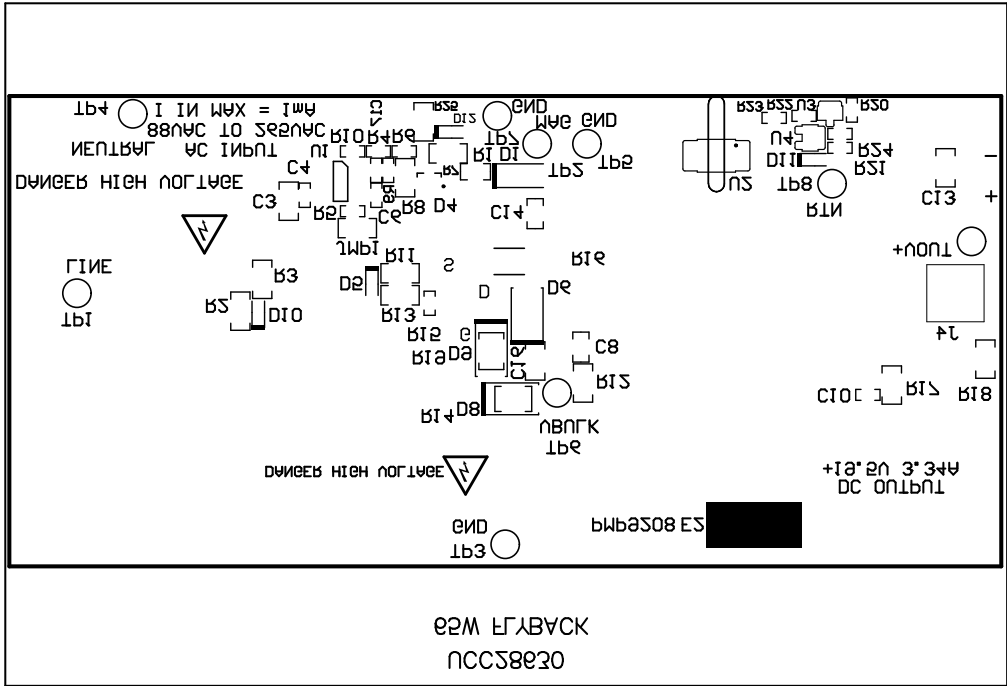 TP4
I IN MAX = 1mA
88VAC TO 265VAC
NEUTRAL
AC INPUT
DANGER HIGH VOLTAGE
C17
R25
D12
R10
R4
R6
U1
C4
C3
R5
R9
R8
C6
JMP1
R7
D4
R1
D1
GND
TP7
MAG GND
TP2
TP5
C14
R23
R22
U3
R20
U4
R24
R21
D11
U2
TP8
RTN
C13
-
+
+VOUT
J4
LINE
TP1
R3
R2
D10
R11
D5
R13
R15
S
D
G
R16
D6
R19
D9
C16
C8
R12
R14
D8
VBULK
TP6
C10
R17
R18
DANGER HIGH VOLTAGE
+19.5V 3.34A
DC OUTPUT
GND
TP3
PMP9208 E2
65W FLYBACK
UCC28630